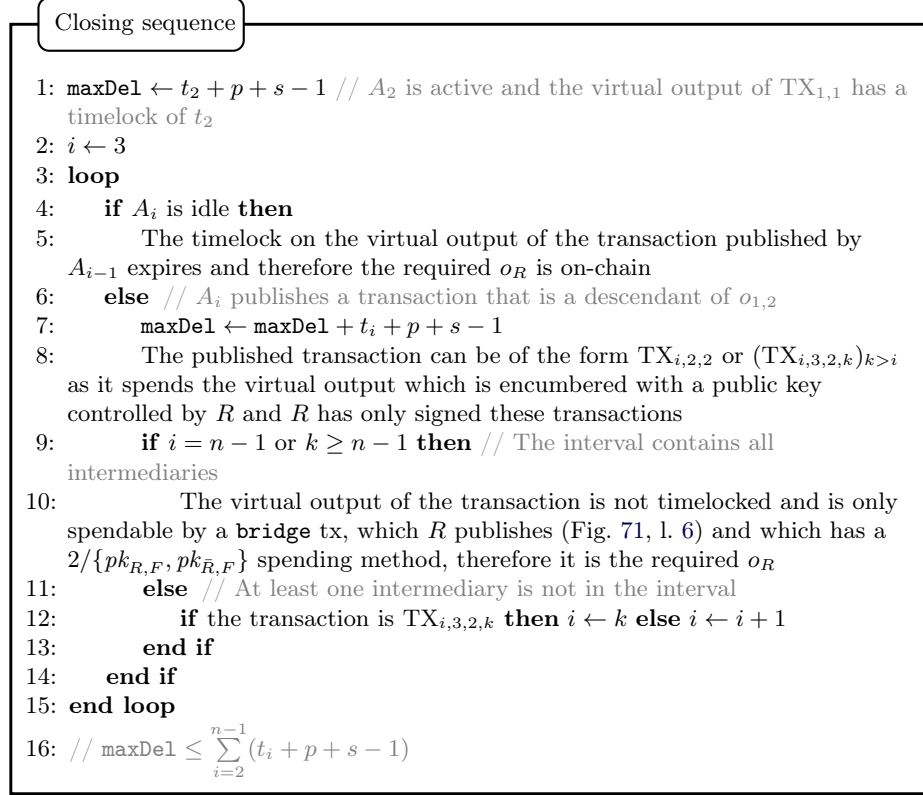 Closing sequence
1: maxDel ← t₂ + p + s − 1 // A₂ is active and the virtual output of TX₁,₁ has a
timelock of t₂
2: i ← 3
3: loop
4: if Aᵢ is idle then
5: The timelock on the virtual output of the transaction published by
Aᵢ₋₁ expires and therefore the required o_R is on-chain
6: else // Aᵢ publishes a transaction that is a descendant of o₁,₂
7: maxDel ← maxDel + tᵢ + p + s − 1
8: The published transaction can be of the form TX_{i,2,2} or (TX_{i,3,2,k})_{k>i}
as it spends the virtual output which is encumbered with a public key
controlled by R and R has only signed these transactions
9: if i = n − 1 or k ≥ n − 1 then // The interval contains all
intermediaries
10: The virtual output of the transaction is not timelocked and is only
spendable by a bridge tx, which R publishes (Fig. 71, l. 6) and which has a
2/{pk_{R,F}, pk_{R̄,F}} spending method, therefore it is the required o_R
11: else // At least one intermediary is not in the interval
12: if the transaction is TX_{i,3,2,k} then i ← k else i ← i + 1
13: end if
14: end if
15: end loop
16: // maxDel ≤ ∑_{i=2}^{n−1} (tᵢ + p + s − 1)